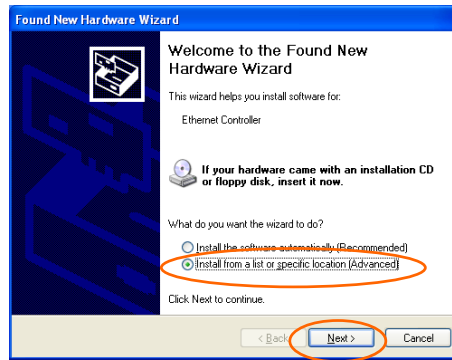 Found New Hardware Wizard
Welcome to the Found New
Hardware Wizard
This wizard helps you install software for:
Ethernet Controller
If your hardware came with an installation CD
or floppy disk, insert it now.
What do you want the wizard to do?
Install the software automatically (Recommended)
Install from a list or specific location (Advanced)
Click Next to continue.
< Back Next > Cancel